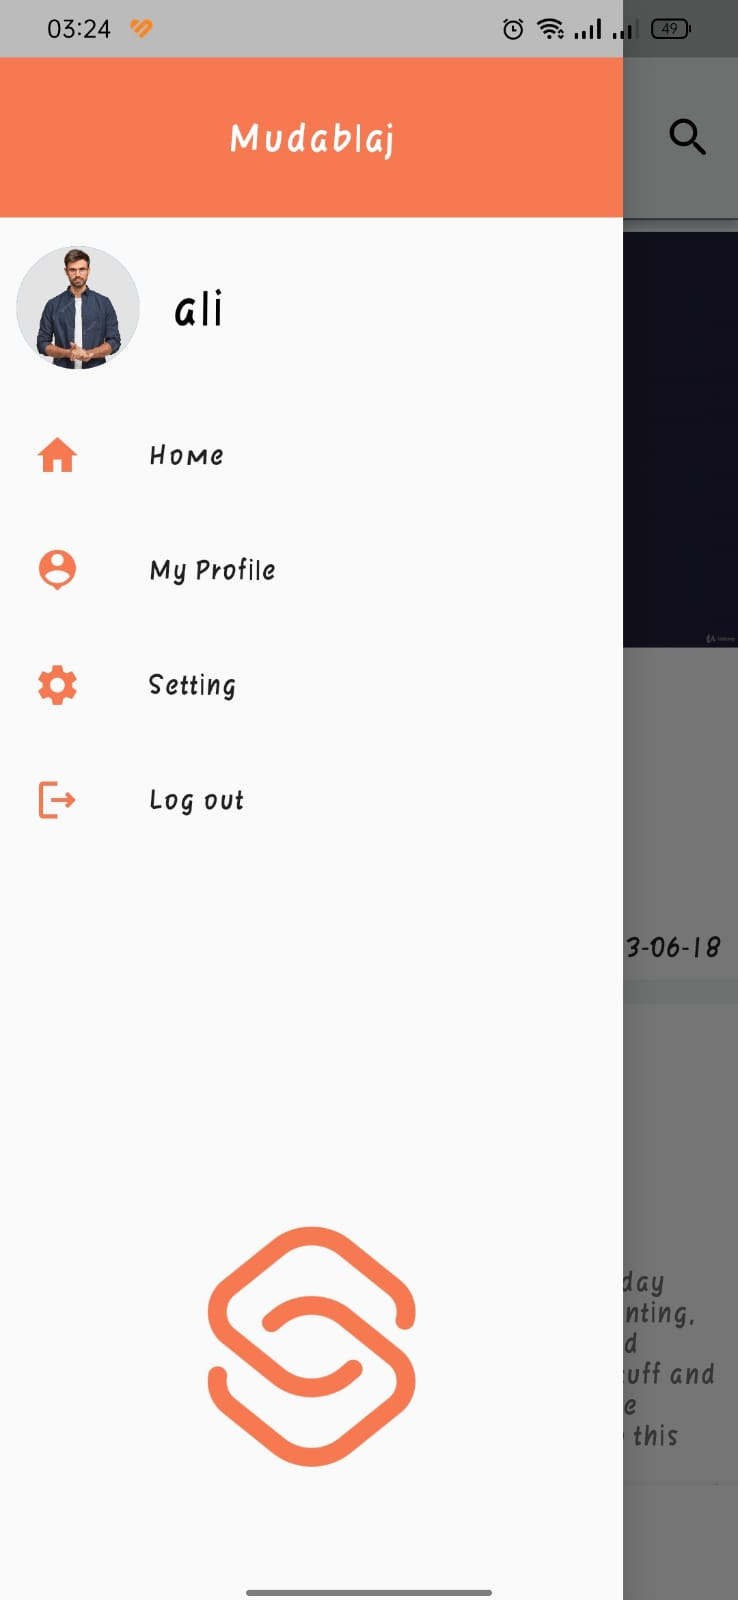 03:24
49
Mudablaj
ali
Home
My Profile
Setting
Log out
3-06-18
day
nting,
d
uff and
e
this